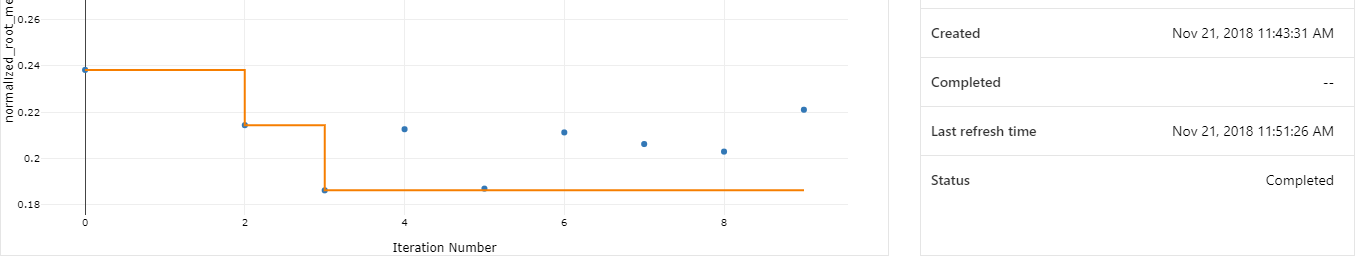 normalized_root_me
0.26
0.24
0.22
0.2
0.18
0 2 4 6 8
Iteration Number
Created Nov 21, 2018 11:43:31 AM
Completed --
Last refresh time Nov 21, 2018 11:51:26 AM
Status Completed